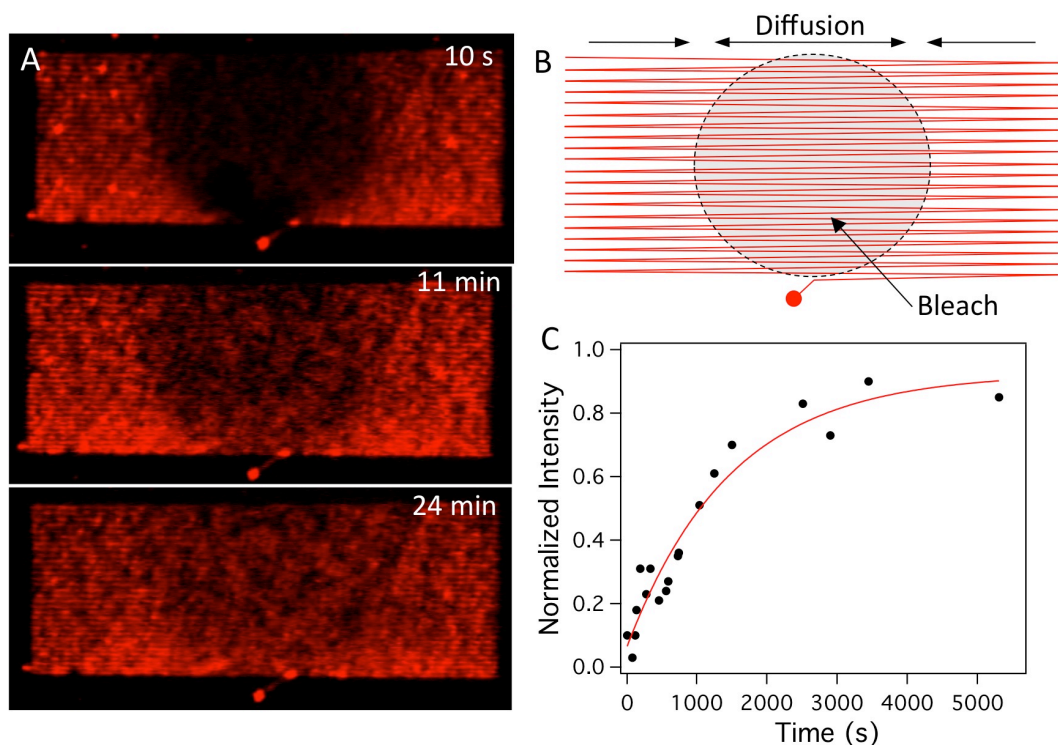 A
10 s
11 min
24 min
B
Diffusion
Bleach
C
Normalized Intensity
1.0
0.8
0.6
0.4
0.2
0.0
0 1000 2000 3000 4000 5000
Time (s)